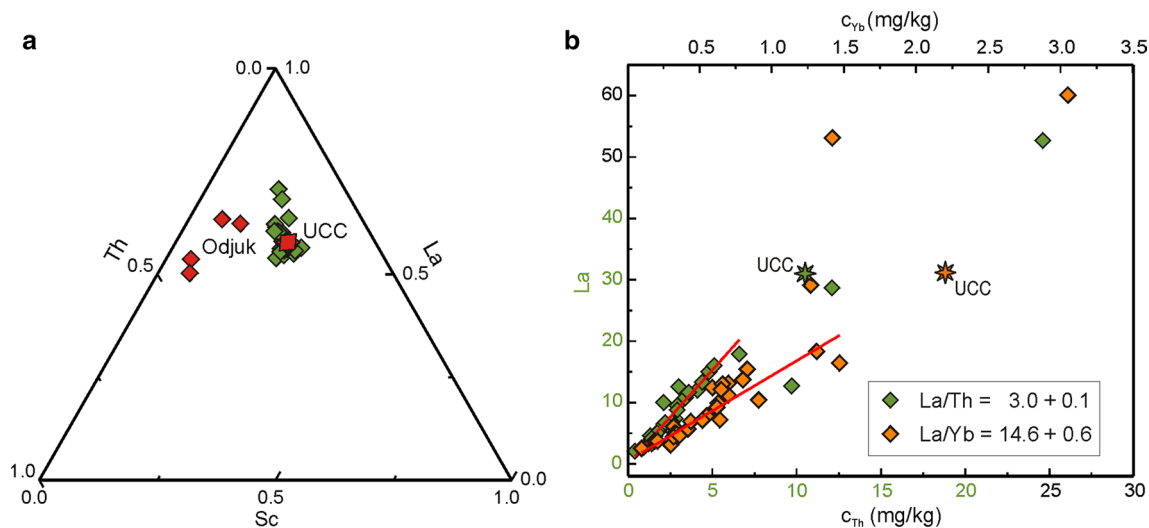 a
0.0
1.0
Th
La
Odjuk
UCC
0.5
0.5
1.0
0.0
0.0
0.5
1.0
Sc
b
cYb (mg/kg)
0.5 1.0 1.5 2.0 2.5 3.0 3.5
La
60
50
40
30
20
10
0
UCC
UCC
La/Th = 3.0 + 0.1
La/Yb = 14.6 + 0.6
0 5 10 15 20 25 30
cTh (mg/kg)